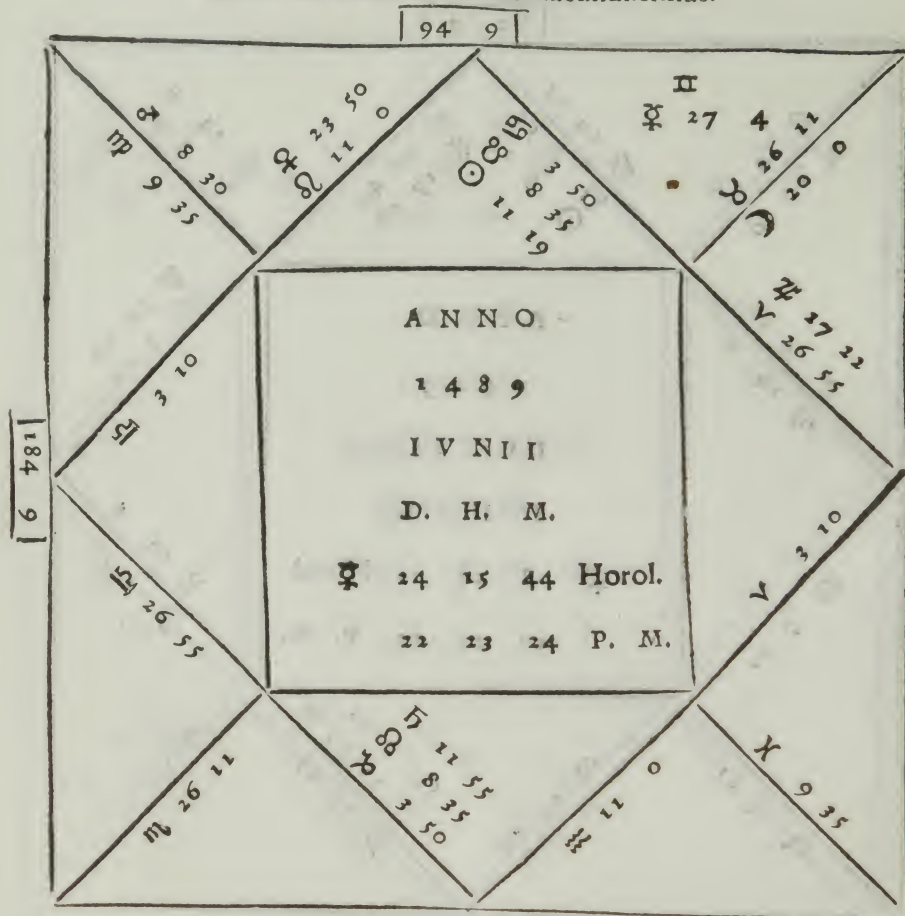 94 9
♂ 8 30
♍ 9 35
♀ 23 50
♌ 11 0
♋ 3 50
☊ 8 35
☉ 11 19
♊
☿ 27 4
♉ 26 11
☽ 20 0
♃ 27 22
♈ 26 55
184 9
♎ 3 10
ANNO
1489
IVNII
D. H. M.
☿ 24 15 44 Horol.
22 23 24 P. M.
♈ 3 10
♎ 26 55
♏ 26 11
♄ 11 55
☋ 8 35
♑ 3 50
♒ 11 0
♓ 9 35